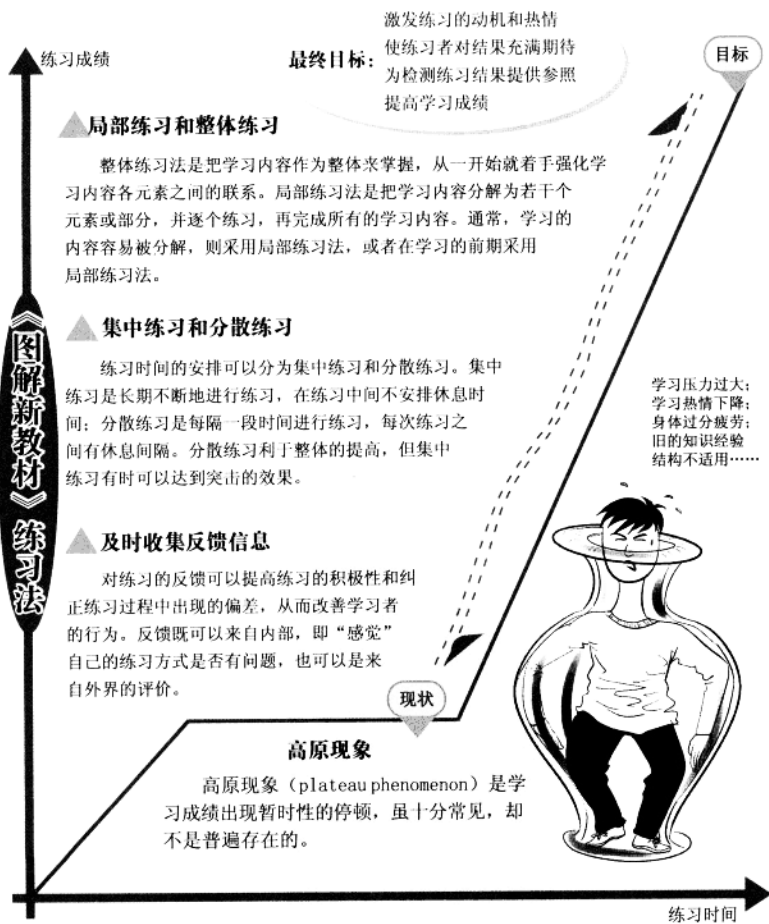 练习成绩
最终目标：
激发练习的动机和热情
使练习者对结果充满期待
为检测练习结果提供参照
提高学习成绩
目标
局部练习和整体练习
整体练习法是把学习内容作为整体来掌握，从一开始就着手强化学
习内容各元素之间的联系。局部练习法是把学习内容分解为若干个
元素或部分，并逐个练习，再完成所有的学习内容。通常，学习的
内容容易被分解，则采用局部练习法，或者在学习的前期采用
局部练习法。
《图解新教材》练习法
集中练习和分散练习
练习时间的安排可以分为集中练习和分散练习。集中
练习是长期不断地进行练习，在练习中间不安排休息时
间；分散练习是每隔一段时间进行练习，每次练习之
间有休息间隔。分散练习利于整体的提高，但集中
练习有时可以达到突击的效果。
学习压力过大；
学习热情下降；
身体过分疲劳；
旧的知识经验
结构不适用……
及时收集反馈信息
对练习的反馈可以提高练习的积极性和纠
正练习过程中出现的偏差，从而改善学习者
的行为。反馈既可以来自内部，即“感觉”
自己的练习方式是否有问题，也可以是来
自外界的评价。
现状
高原现象
高原现象（plateau phenomenon）是学
习成绩出现暂时性的停顿，虽十分常见，却
不是普遍存在的。
练习时间